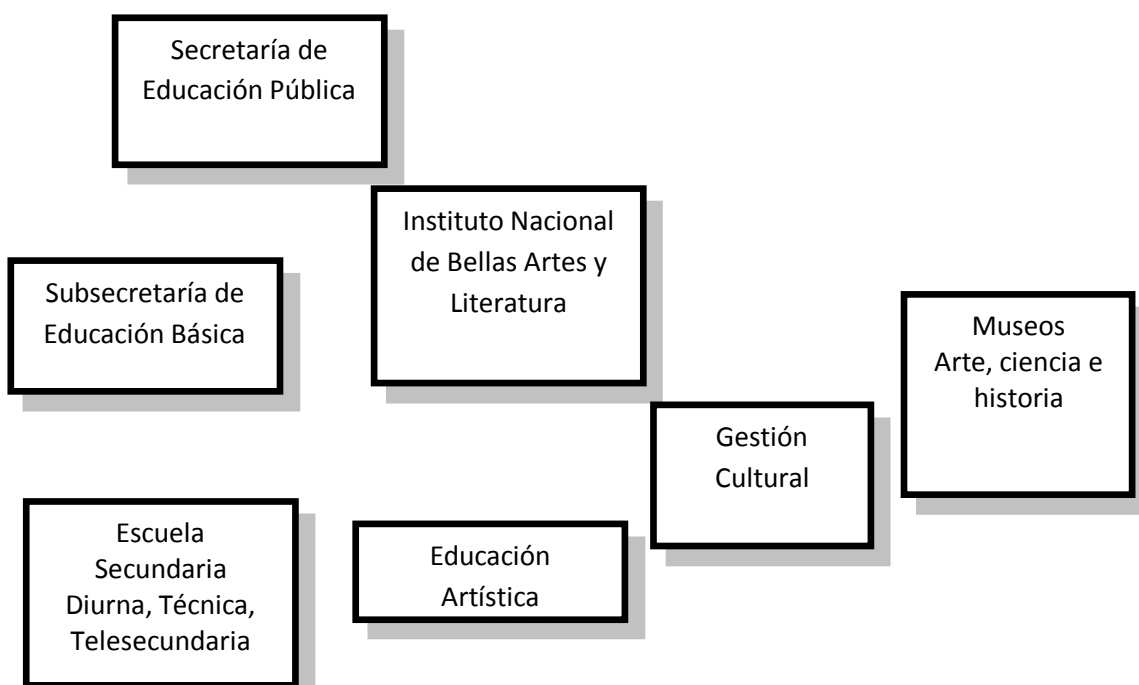 Secretaría de
Educación Pública
Instituto Nacional
de Bellas Artes y
Literatura
Subsecretaría de
Educación Básica
Museos
Arte, ciencia e
historia
Gestión
Cultural
Escuela
Secundaria
Diurna, Técnica,
Telesecundaria
Educación
Artística